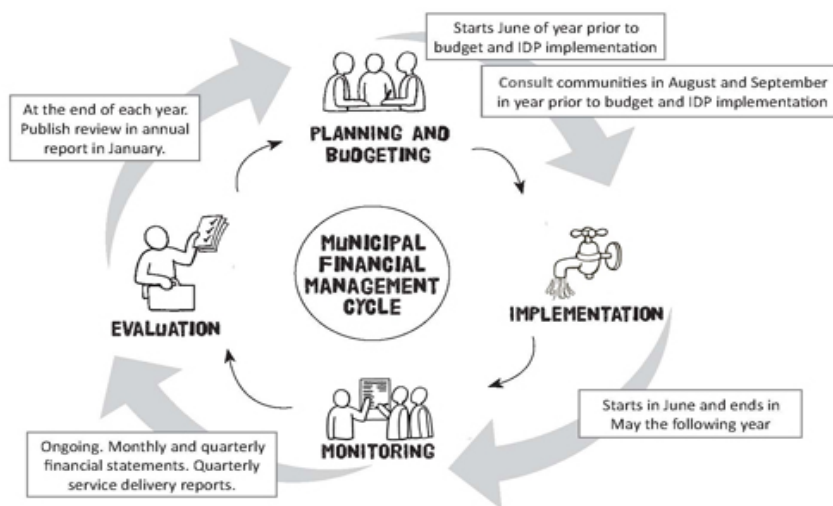 Starts June of year prior to
budget and IDP implementation
Consult communities in August and September
in year prior to budget and IDP implementation
At the end of each year.
Publish review in annual
report in January.
PLANNING AND
BUDGETING
MUNICIPAL
FINANCIAL
MANAGEMENT
CYCLE
EVALUATION
IMPLEMENTATION
Starts in June and ends in
May the following year
MONITORING
Ongoing. Monthly and quarterly
financial statements. Quarterly
service delivery reports.